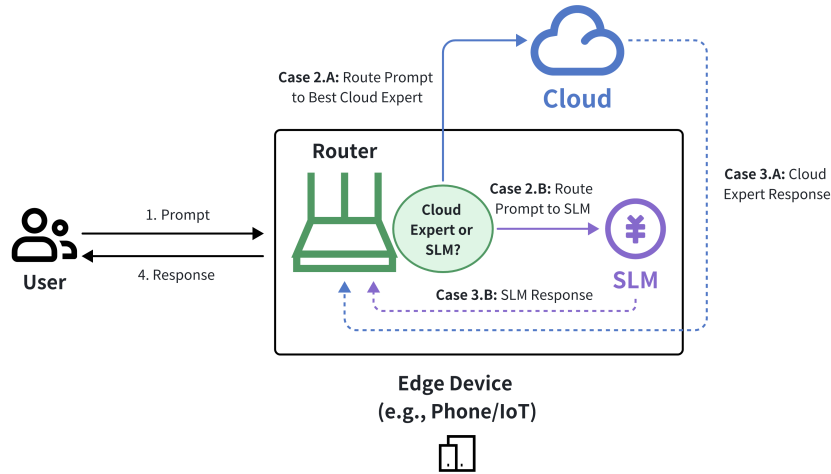 Case 2.A: Route Prompt
to Best Cloud Expert
Cloud
Router
Case 3.A: Cloud
Expert Response
Cloud
Expert or
SLM?
Case 2.B: Route
Prompt to SLM
1. Prompt
4. Response
User
SLM
Case 3.B: SLM Response
Edge Device
(e.g., Phone/IoT)